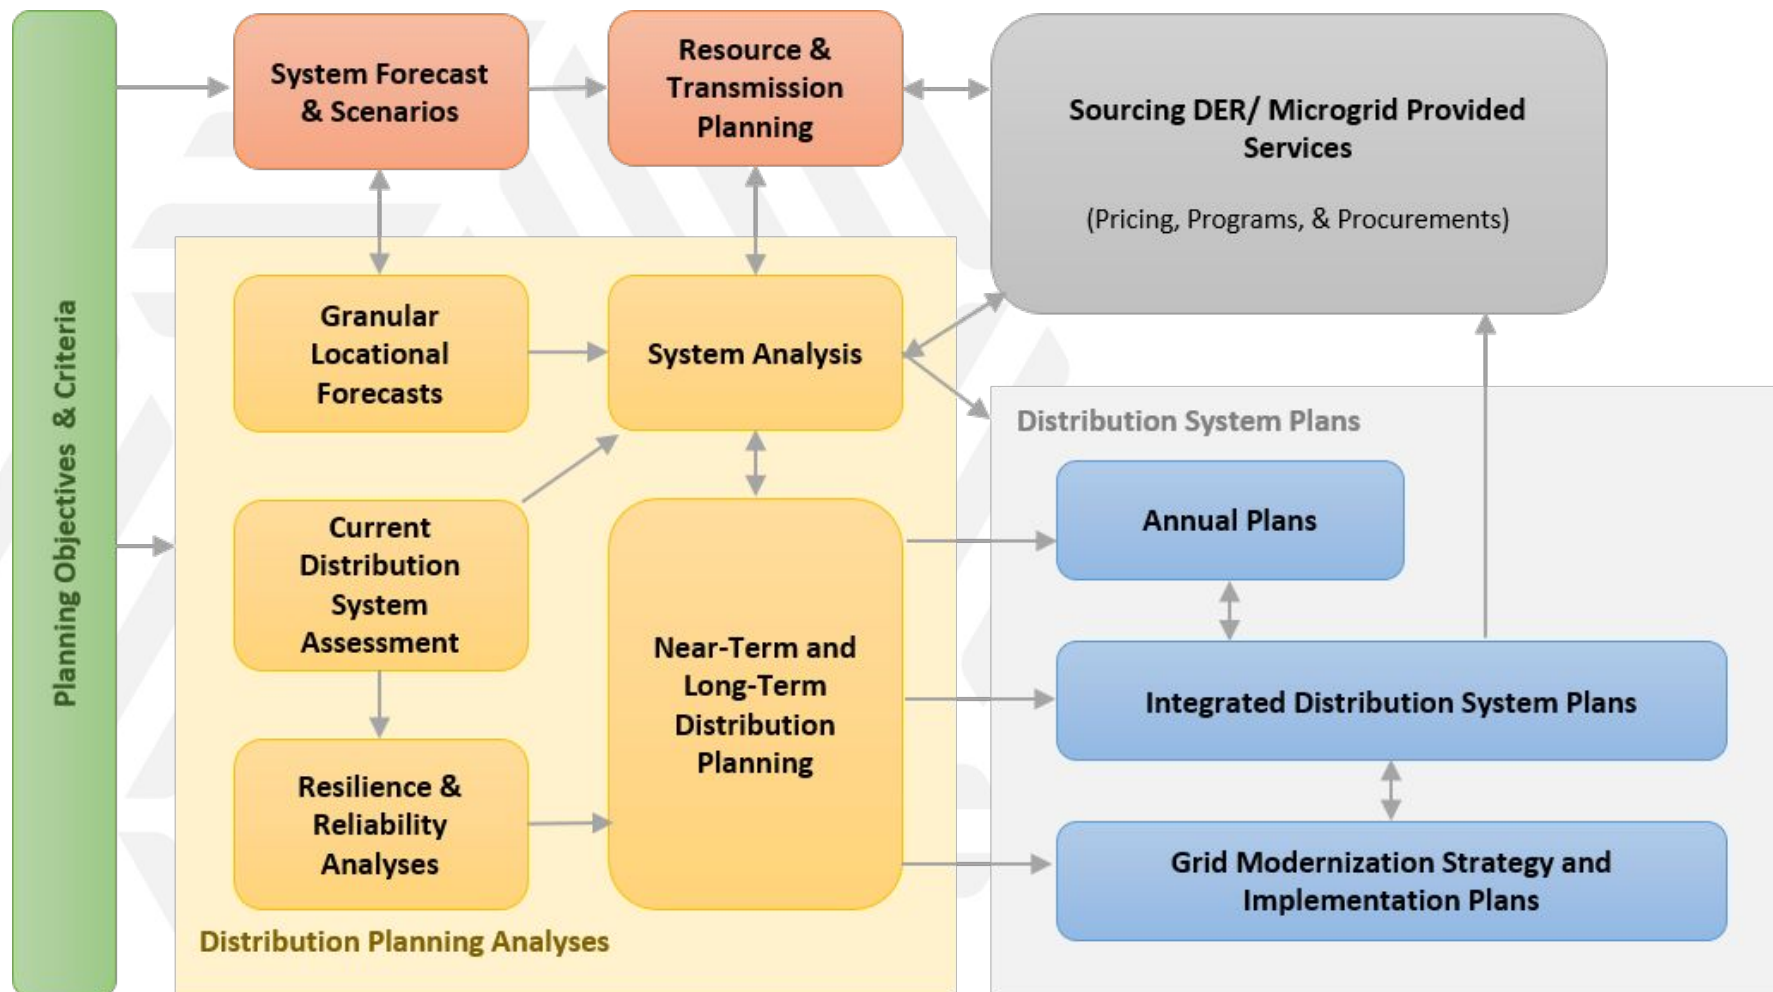 Planning Objectives & Criteria
System Forecast
& Scenarios
Resource &
Transmission
Planning
Sourcing DER/ Microgrid Provided
Services
(Pricing, Programs, & Procurements)
Granular
Locational
Forecasts
System Analysis
Current
Distribution
System
Assessment
Resilience &
Reliability
Analyses
Near-Term and
Long-Term
Distribution
Planning
Distribution Planning Analyses
Distribution System Plans
Annual Plans
Integrated Distribution System Plans
Grid Modernization Strategy and
Implementation Plans